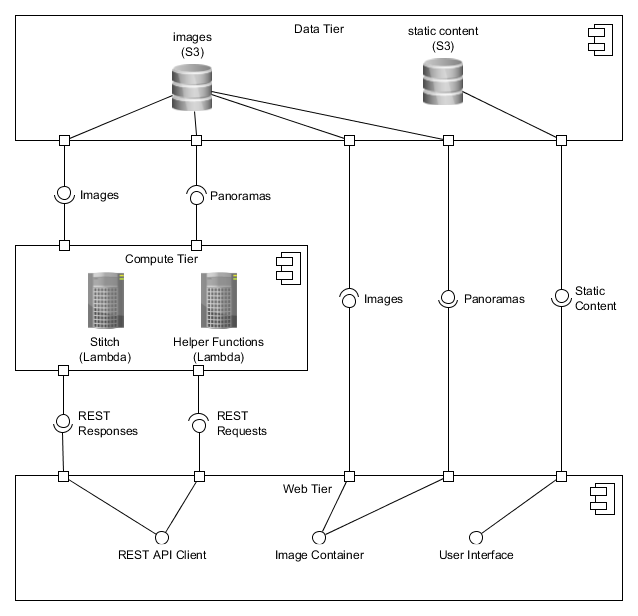 Data Tier
images
(S3)
static content
(S3)
Images
Panoramas
Compute Tier
Stitch
(Lambda)
Helper Functions
(Lambda)
Images
Panoramas
Static
Content
REST
Responses
REST
Requests
Web Tier
REST API Client
Image Container
User Interface